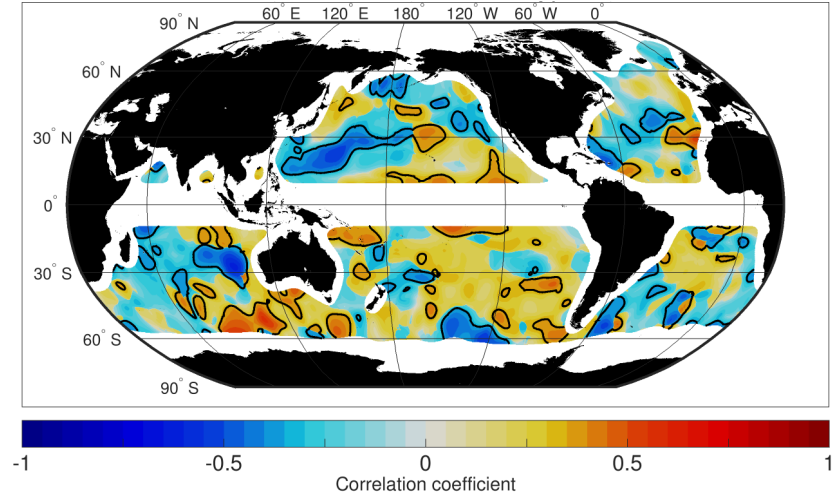 60° E 120° E 180° 120° W 60° W 0°
90° N
60° N
30° N
0°
30° S
60° S
90° S
-1 -0.5 0 0.5 1
Correlation coefficient